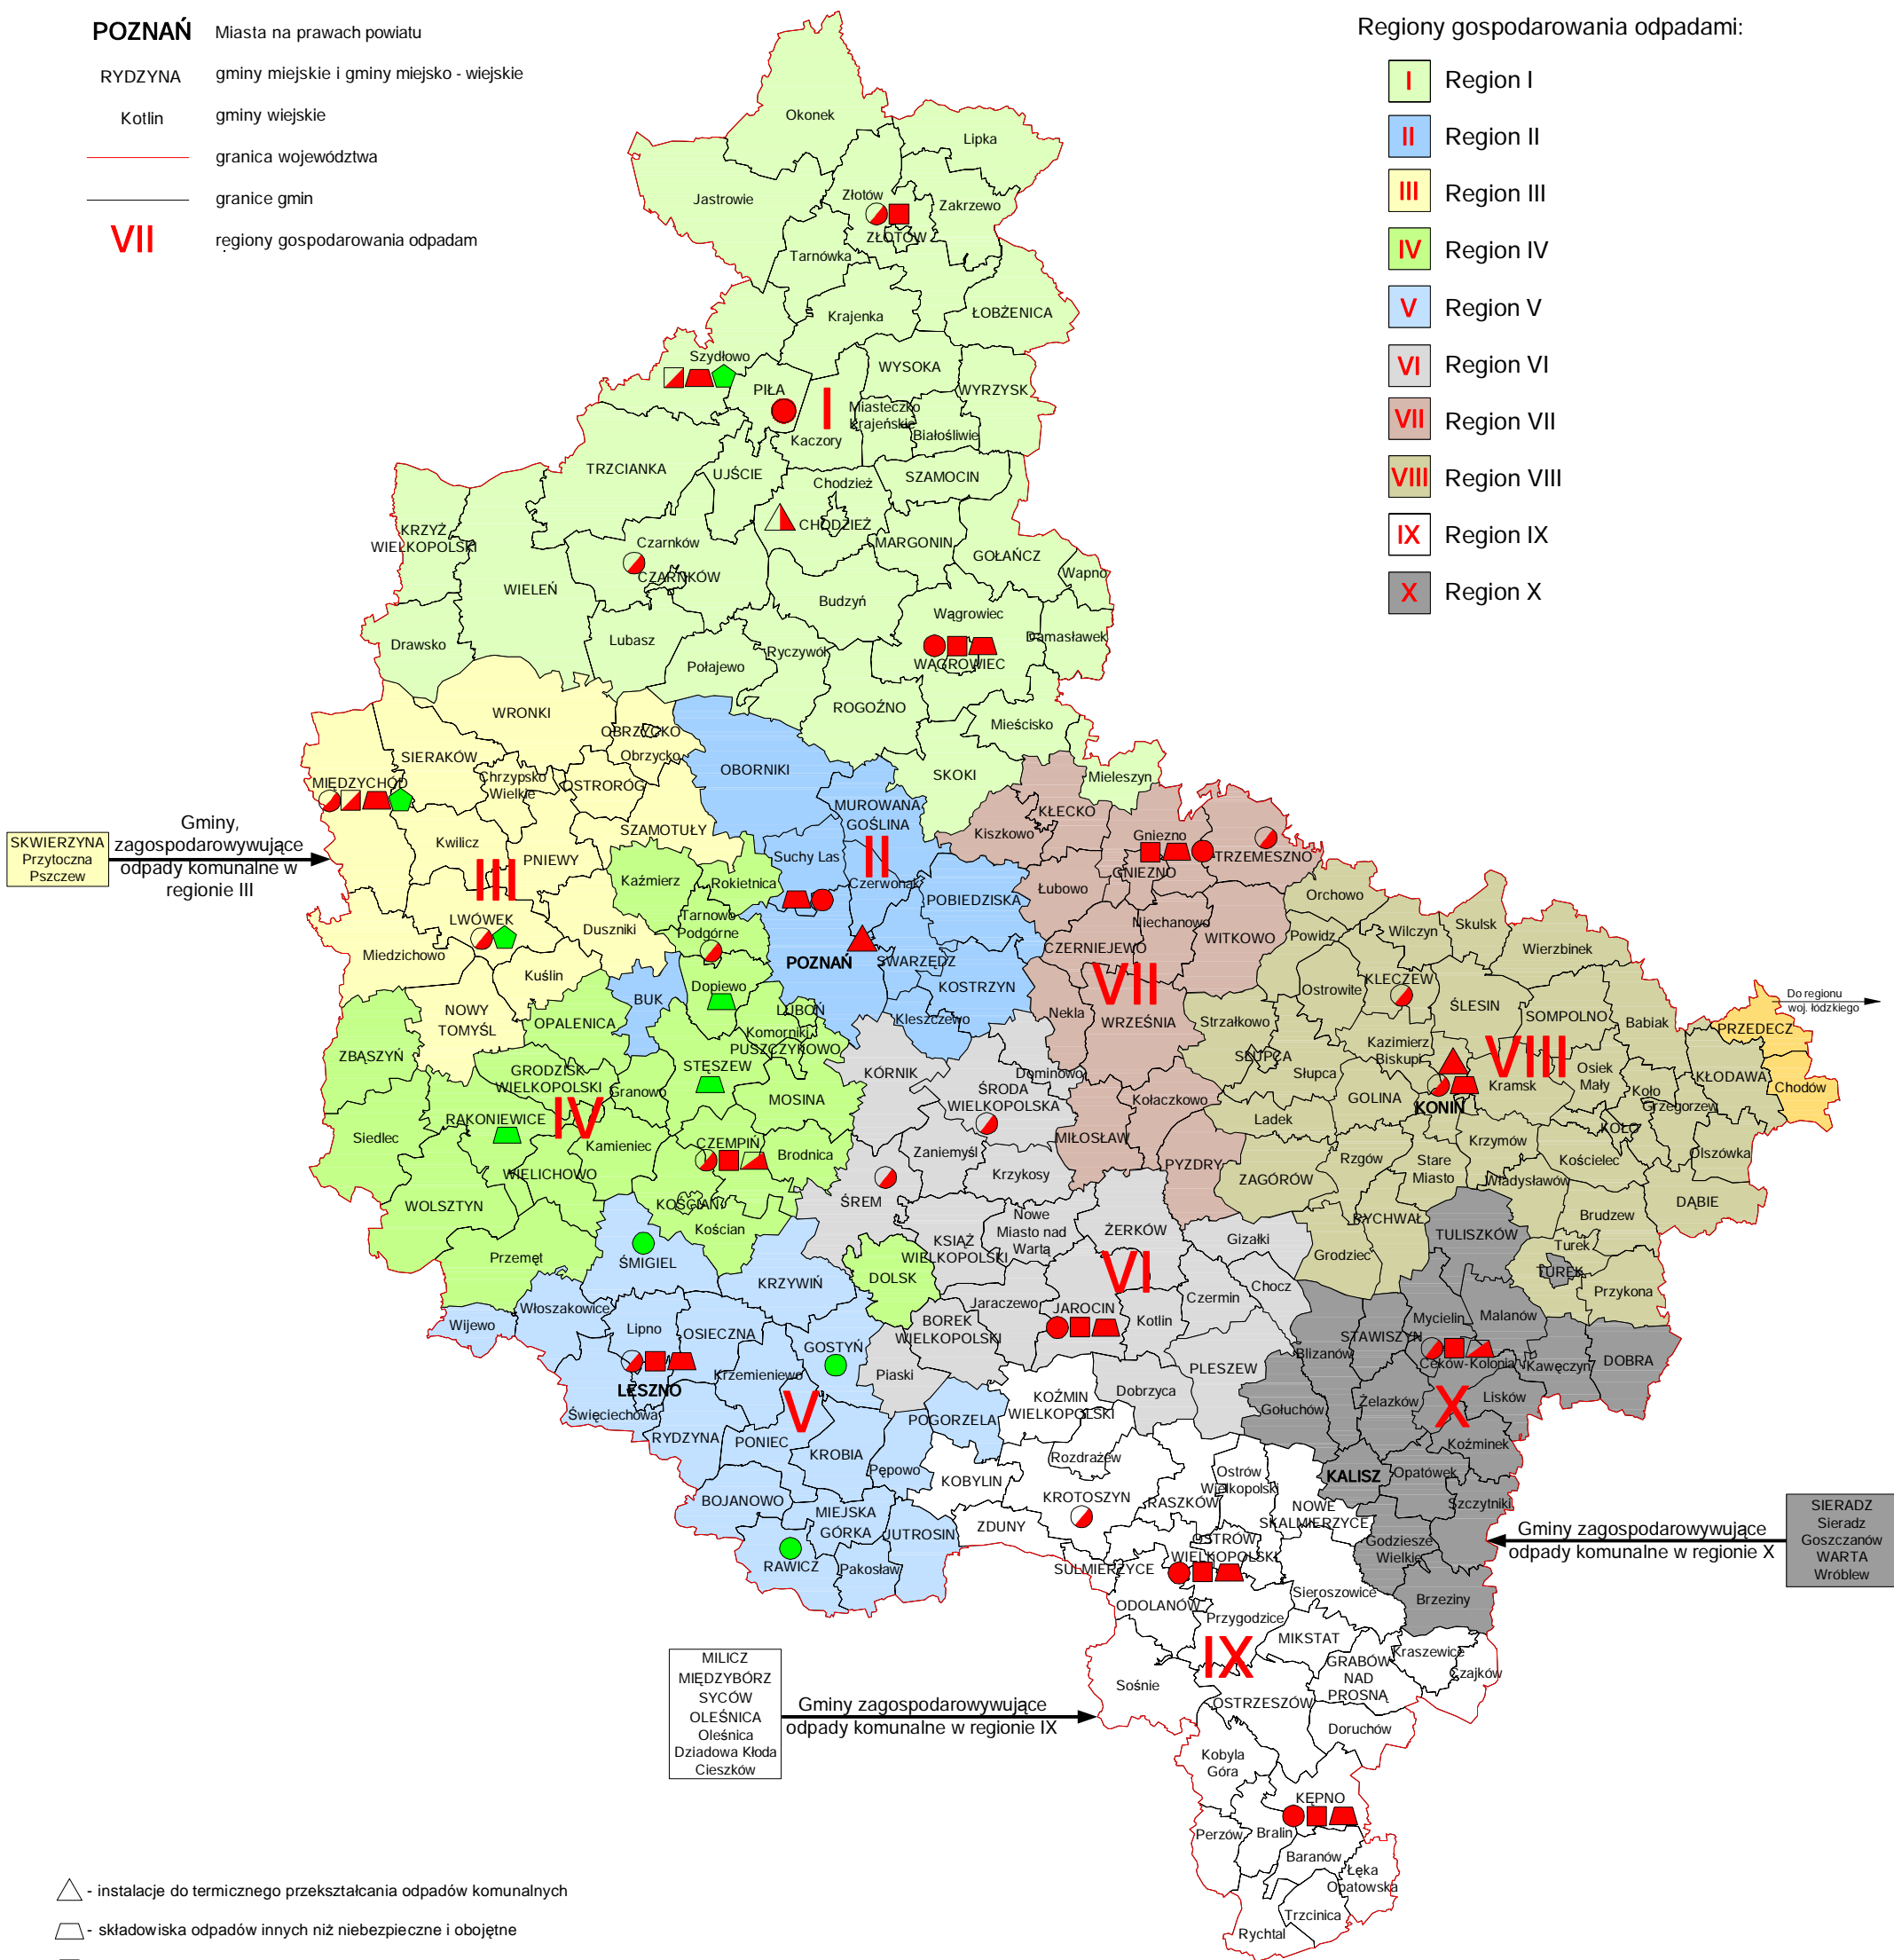 POZNAŃ Miasta na prawach powiatu
RYDZYNA gminy miejskie i gminy miejsko - wiejskie
Kotlin gminy wiejskie
granica województwa
granice gmin
VII regiony gospodarowania odpadam
Regiony gospodarowania odpadami:
I Region I
II Region II
III Region III
IV Region IV
V Region V
VI Region VI
VII Region VII
VIII Region VIII
IX Region IX
X Region X
Okonek
Lipka
Jastrowie
Złotów
Zakrzewo
ZŁOTÓW
Tarnówka
Krajenka
ŁOBŻENICA
Szydłowo
PIŁA
I
WYSOKA
WYRZYSK
Miasteczko
Krajeńskie
Białośliwie
Kaczory
TRZCIANKA
UJŚCIE
Chodzież
SZAMOCIN
CHODZIEŻ
KRZYŻ
WIELKOPOLSKI
Czarnków
CZARNKÓW
MARGONIN
GOŁAŃCZ
Wapno
WIELEŃ
Budzyń
Wągrowiec
Damasławek
Drawsko
Lubasz
Połajewo
Ryczywół
WĄGROWIEC
ROGOŹNO
Mieścisko
WRONKI
OBRZYCKO
Obrzycko
SIERAKÓW
MIĘDZYCHÓD
Chrzypsko
Wielkie
OSTRORÓG
OBORNIKI
SKOKI
Mieleszyn
MUROWANA
GOŚLINA
KŁECKO
Kiszkowo
Gniezno
TRZEMESZNO
GNIEZNO
SKWIERZYNA
Przytoczna
Pszczew
Gminy,
zagospodarowywujące
odpady komunalne w
regionie III
Kwilicz
SZAMOTUŁY
PNIEWY
III
II
Suchy Las
Czerwonak
Kaźmierz
Rokietnica
POBIEDZISKA
Łubowo
Orchowo
LWÓWEK
Duszniki
Tarnowo
Podgórne
Niechanowo
WITKOWO
Powidz
Wilczyn
Skulsk
Wierzbinek
Miedzichowo
Kuślin
POZNAŃ
SWARZĘDZ
CZERNIEJEWO
VII
KLECZEW
Ostrowite
BUK
Dopiewo
KOSTRZYN
NOWY
TOMYŚL
OPALENICA
LUBOŃ
Komorniki
PUSZCZYKOWO
Kleszczewo
Nekla
WRZEŚNIA
Strzałkowo
ŚLESIN
SOMPOLNO
Babiak
PRZEDECZ
Do regionu
woj. łódzkiego
ZBĄSZYŃ
GRODZISK
WIELKOPOLSKI
Granowo
STĘSZEW
KÓRNIK
Dominowo
SŁUPCA
Słupca
Kazimierz
Biskupi
VIII
Osiek
Mały
KŁODAWA
Chodów
RAKONIEWICE
IV
MOSINA
ŚRODA
WIELKOPOLSKA
Kołaczkowo
GOLINA
KONIN
Kramsk
Koło
Grzegorzew
KOŁO
Siedlec
Kamieniec
CZEMPIŃ
Brodnica
Zaniemyśl
MIŁOSŁAW
Ladek
Krzymów
Olszówka
WIELICHOWO
Krzykosy
PYZDRY
ZAGÓRÓW
Rzgów
Stare
Miasto
Kościelec
Władysławów
WOLSZTYN
KOŚCIAN
Kościan
ŚREM
DĄBIE
Przemęt
ŚMIGIEL
KSIĄŻ
WIELKOPOLSKI
Nowe
Miasto nad
Wartą
ŻERKÓW
VI
Gizałki
Grodziec
RYCHWAŁ
TULISZKÓW
Brudzew
Turek
TUREK
Przykona
KRZYWIŃ
DOLSK
Chocz
Czermin
Wijewo
Włoszakowice
Lipno
OSIECZNA
GOSTYŃ
Jaraczewo
JAROCIN
Kotlin
BOREK
WIELKOPOLSKI
STAWISZYN
Mycielin
Malanów
Blizanów
Ceków-Kolonia
Kawęczyn
DOBRA
LESZNO
Krzemieniewo
Piaski
PLESZEW
Dobrzyca
Święciechowa
V
KOŹMIN
WIELKOPOLSKI
Gołuchów
Żelazków
X
Lisków
POGORZELA
RYDZYNA
PONIEC
KROBIA
Pępowo
Rozdrażew
Koźminek
KOBYLIN
KALISZ
Opatówek
Szczytniki
BOJANOWO
MIEJSKA
GÓRKA
JUTROSIN
KROTOSZYN
RASZKÓW
Ostrów
Wielkopolski
NOWE
SKALMIERZYCE
ZDUNY
RAWICZ
Pakosław
SULMIERZYCE
OSTRÓW
WIELKOPOLSKI
Godziesze
Wielkie
Gminy zagospodarowywujące
odpady komunalne w regionie X
SIERADZ
Sieradz
Goszczanów
WARTA
Wróblew
ODOLANÓW
Przygodzice
Sieroszowice
Brzeziny
IX
MIKSTAT
Kraszewice
Czajków
GRABÓW
NAD
PROSNĄ
Sośnie
OSTRZESZÓW
MILICZ
MIĘDZYBÓRZ
SYCÓW
OLEŚNICA
Oleśnica
Dziadowa Kłoda
Cieszków
Gminy zagospodarowywujące
odpady komunalne w regionie IX
Doruchów
Kobyla
Góra
KĘPNO
Perzów
Bralin
Baranów
Łęka
Opatowska
Trzcinica
Rychtal
- instalacje do termicznego przekształcania odpadów komunalnych
- składowiska odpadów innych niż niebezpieczne i obojętne